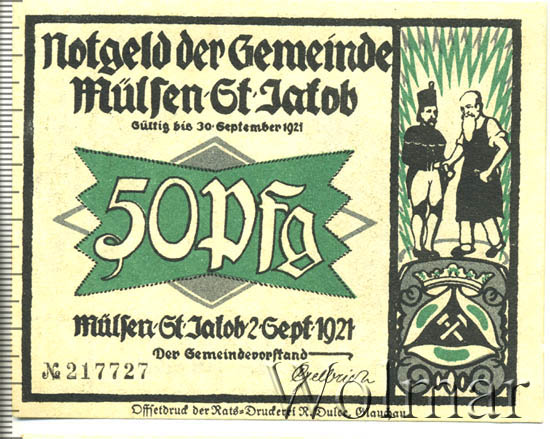 Notgeld der Gemeinde
Mülsen-St-Jakob
Gültig bis 30-September 1921
50 Pfg
Mülsen-St-Jakob 2-Sept-1921
Der Gemeindevorstand
№ 217727
Offsetdruck der Rats-Druckerei R. Dulce, Glauchau
Wolmar